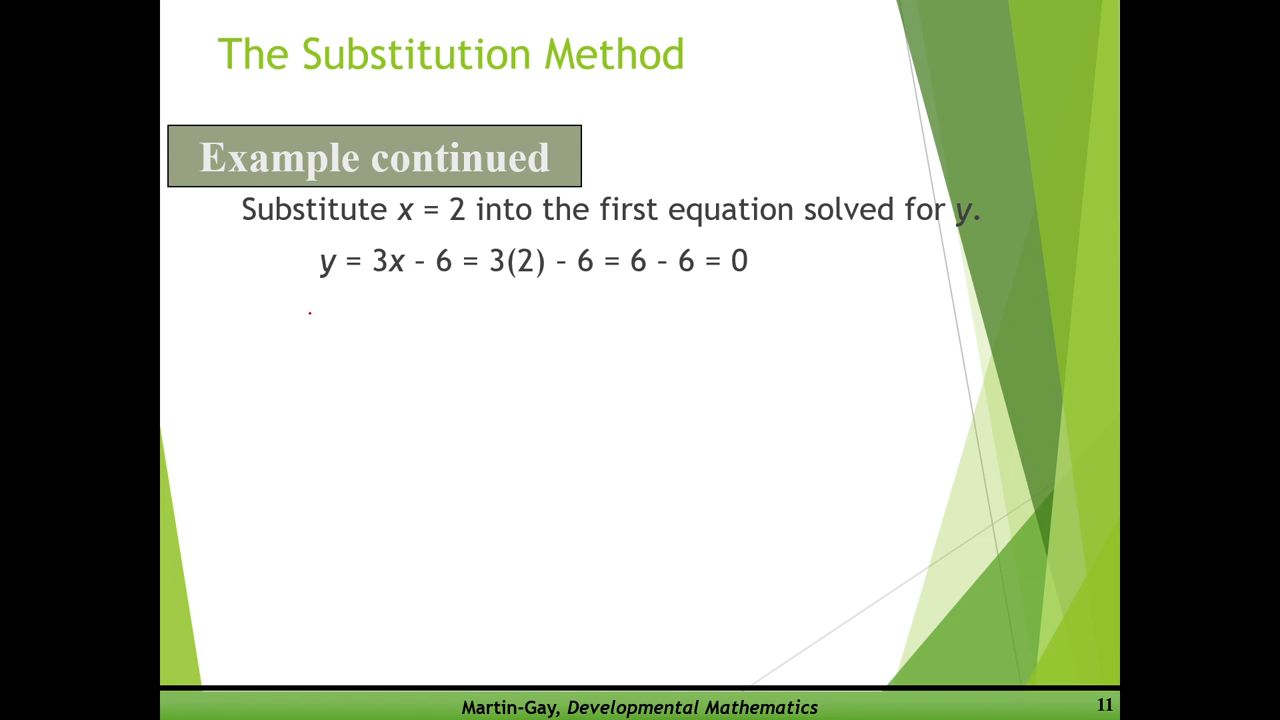 The Substitution Method
Example continued
Substitute x = 2 into the first equation solved for y.
y = 3x – 6 = 3(2) – 6 = 6 – 6 = 0
Martin-Gay, Developmental Mathematics
11